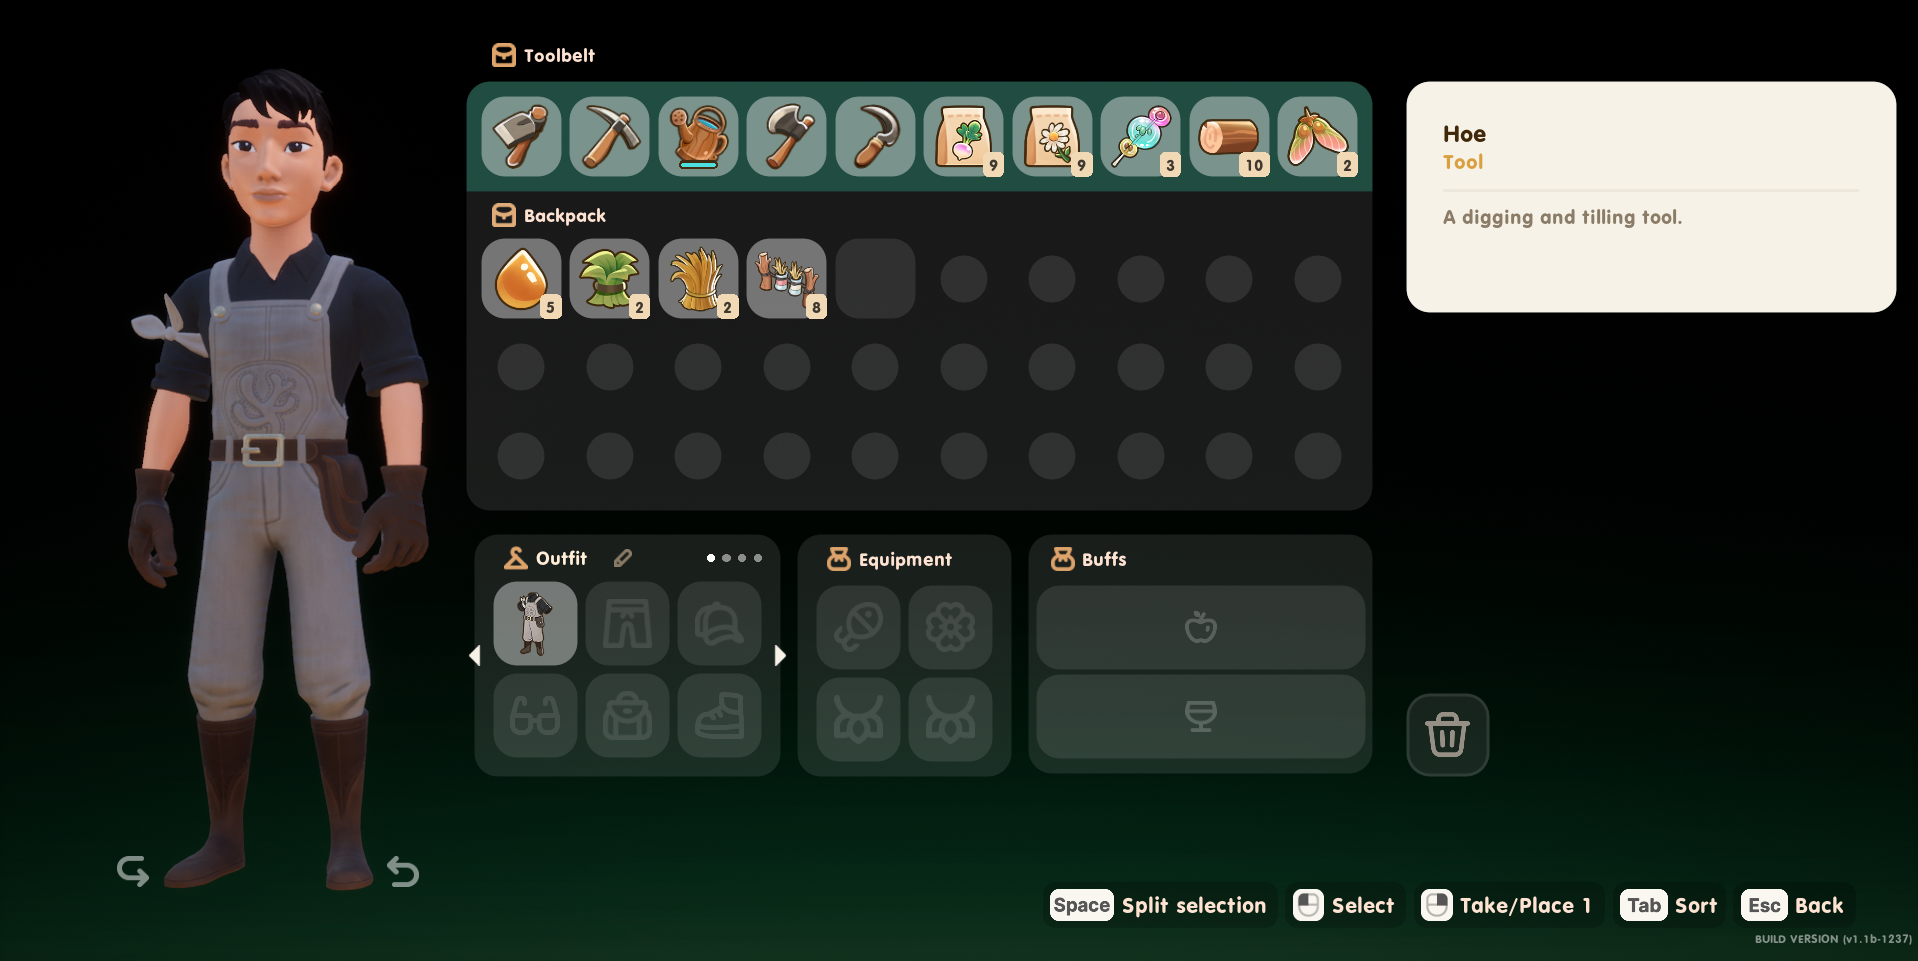 Toolbelt
9 9 3 10 2
Backpack
5 2 2 8
Hoe
Tool
A digging and tilling tool.
Outfit
Equipment
Buffs
Space Split selection Select Take/Place 1 Tab Sort Esc Back
BUILD VERSION (v1.1b-1237)